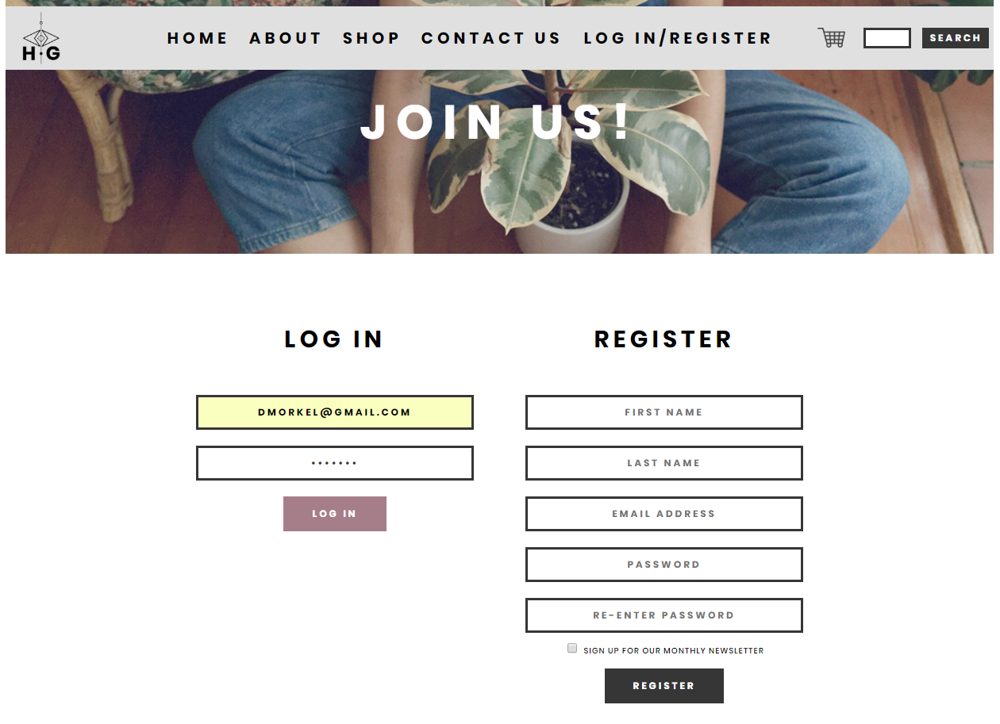 H·G
HOME ABOUT SHOP CONTACT US LOG IN/REGISTER SEARCH
JOIN US!
LOG IN
DMORKEL@GMAIL.COM
•••••••
LOG IN
REGISTER
FIRST NAME
LAST NAME
EMAIL ADDRESS
PASSWORD
RE-ENTER PASSWORD
SIGN UP FOR OUR MONTHLY NEWSLETTER
REGISTER